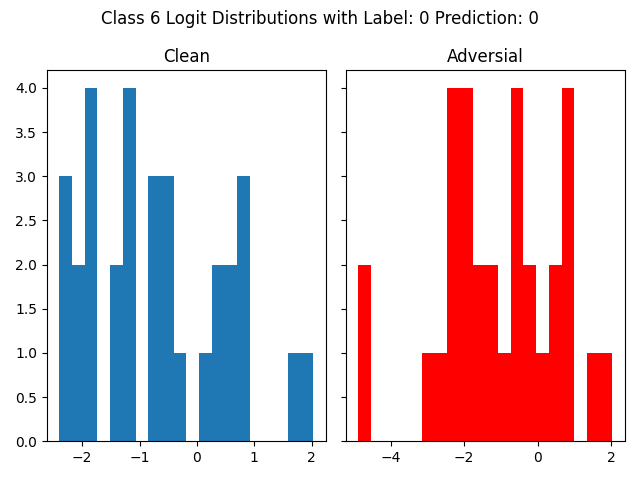 Class 6 Logit Distributions with Label: 0 Prediction: 0
Clean
Adversial
4.0
3.5
3.0
2.5
2.0
1.5
1.0
0.5
0.0
−2 −1 0 1 2
−4 −2 0 2